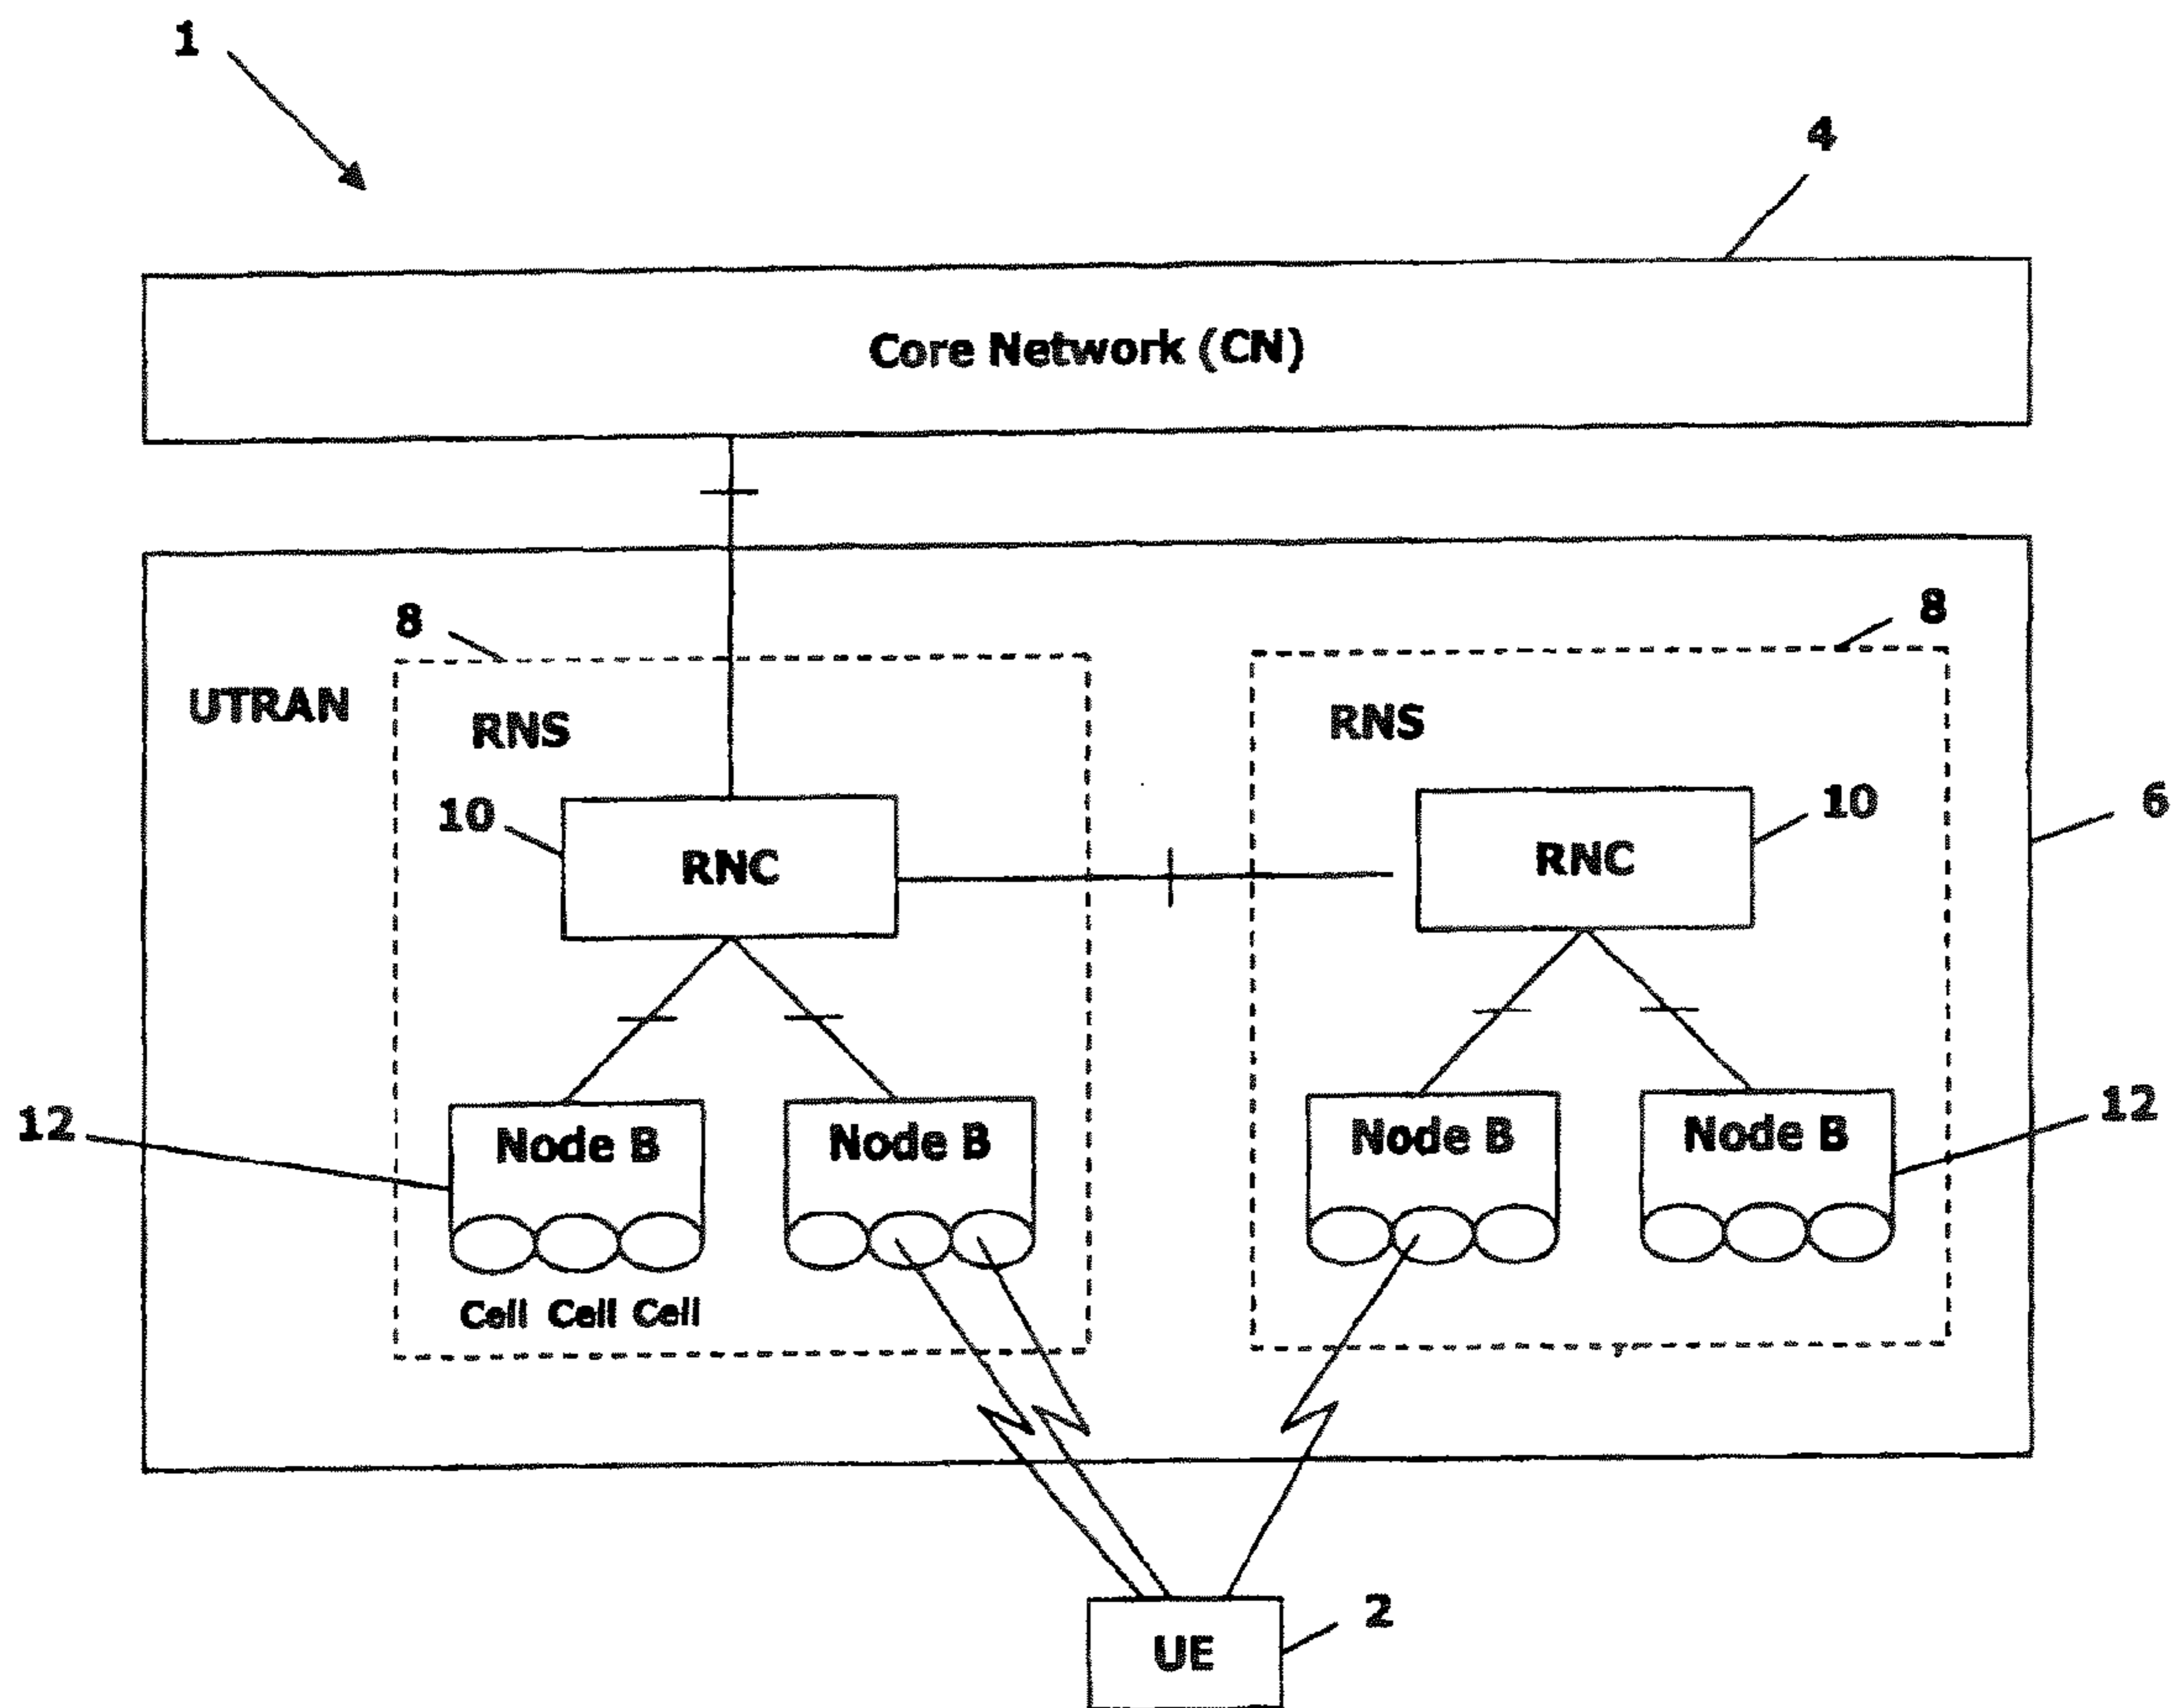 1
4
Core Network (CN)
8
8
UTRAN
RNS
RNS
10
RNC
RNC
10
6
12
Node B
Node B
Node B
Node B
12
Cell Cell Cell
UE
2